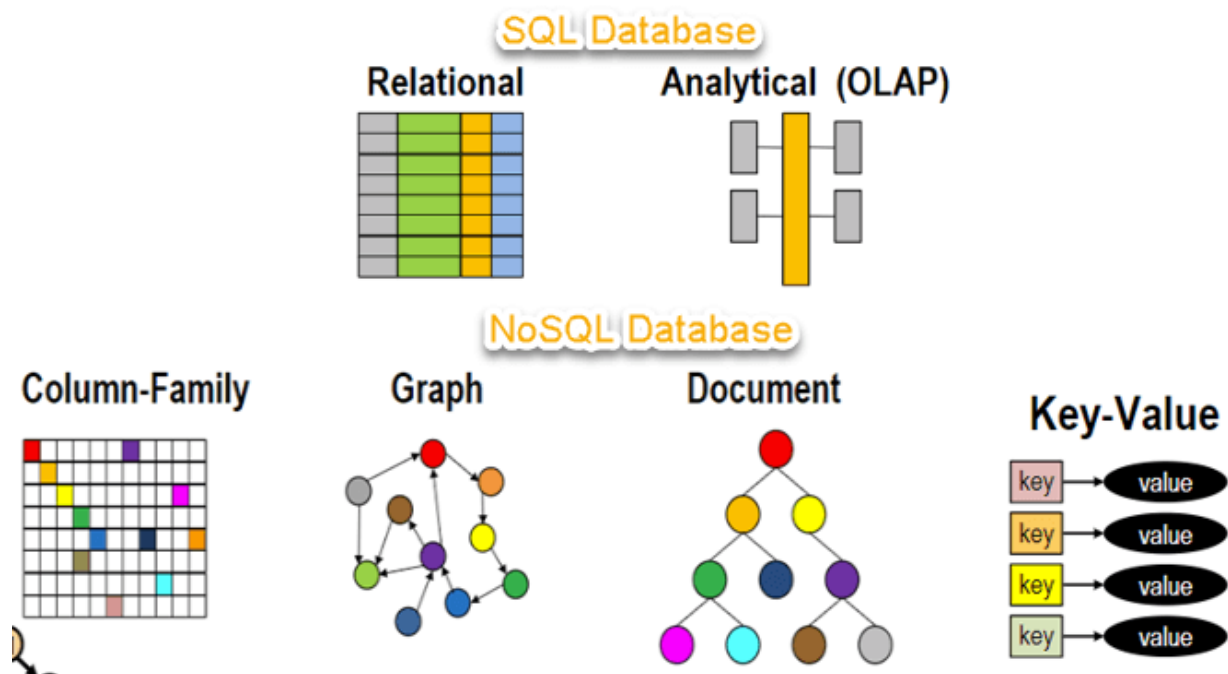 SQL Database
Relational
Analytical (OLAP)
NoSQL Database
Column-Family
Graph
Document
Key-Value
key value
key value
key value
key value